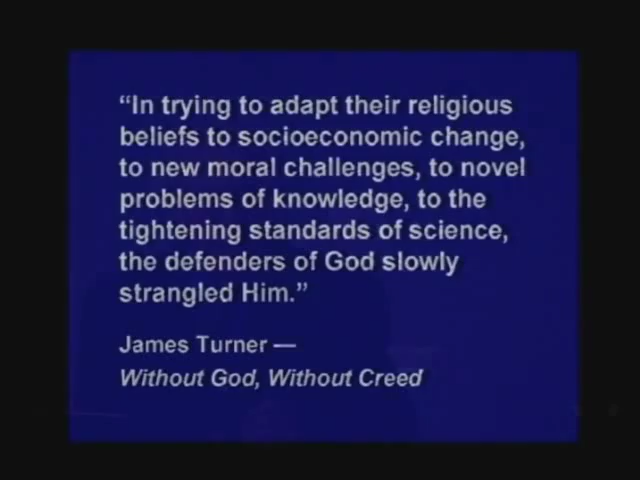 “In trying to adapt their religious
beliefs to socioeconomic change,
to new moral challenges, to novel
problems of knowledge, to the
tightening standards of science,
the defenders of God slowly
strangled Him.”
James Turner —
Without God, Without Creed